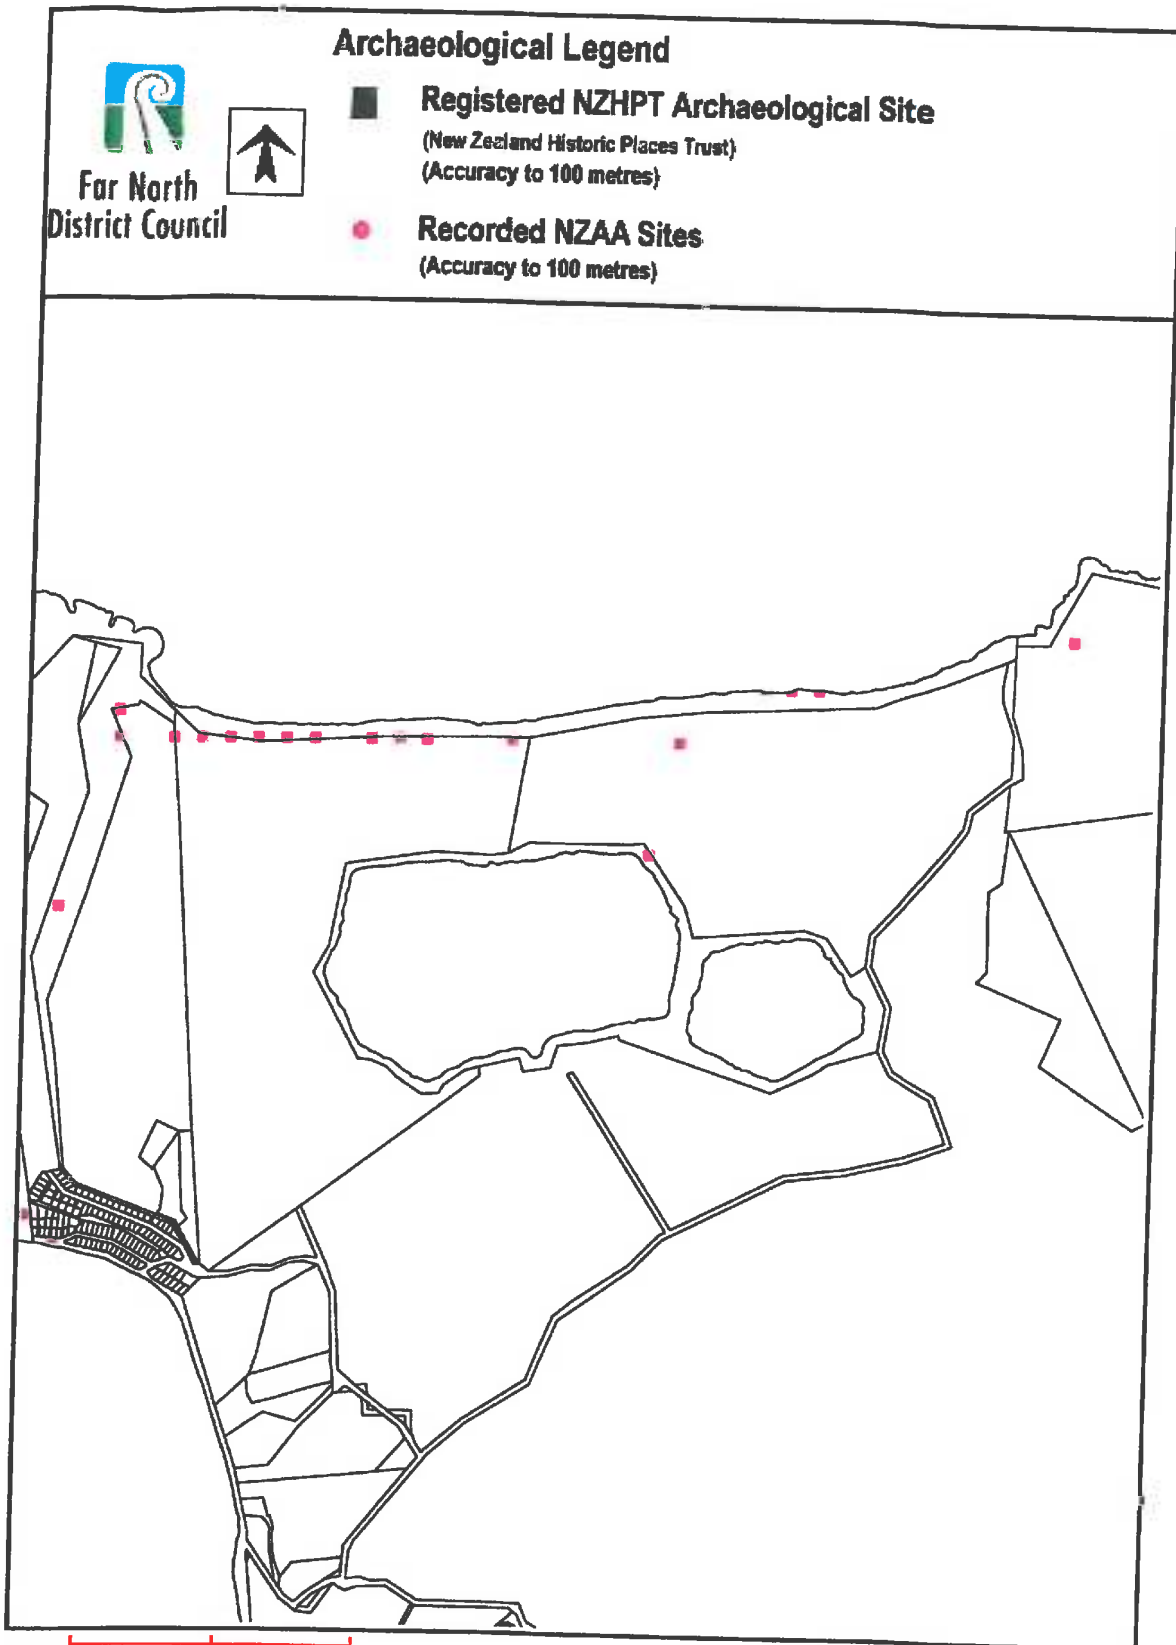 Archaeological Legend
Registered NZHPT Archaeological Site
(New Zealand Historic Places Trust)
(Accuracy to 100 metres)
Recorded NZAA Sites
(Accuracy to 100 metres)
Far North
District Council